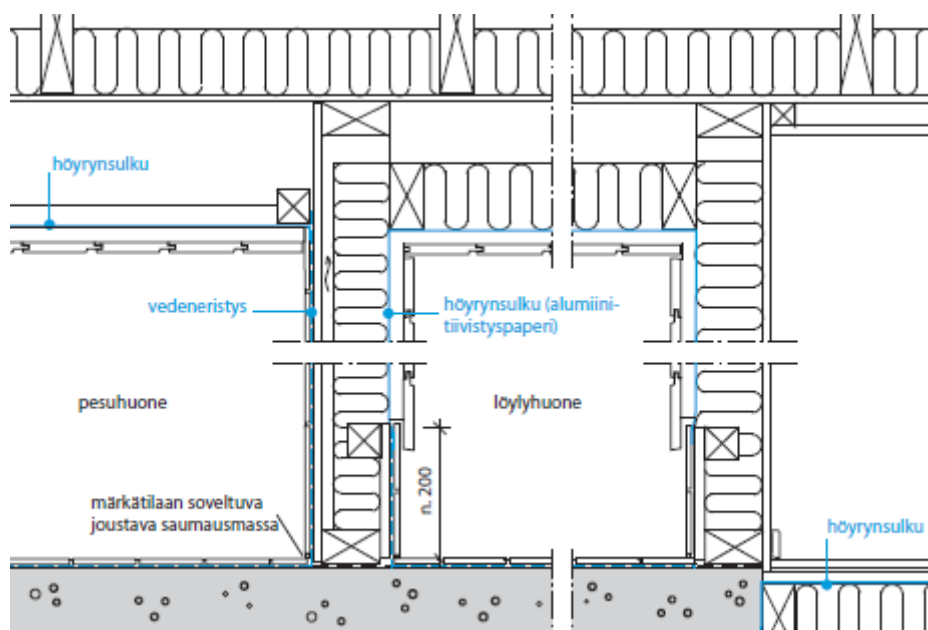 höyrynsulku
vedeneristys
höyrynsulku (alumiini-
tiivistyspaperi)
pesuhuone
löylyhuone
n. 200
märkätilaan soveltuva
joustava saumausmassa
höyrynsulku